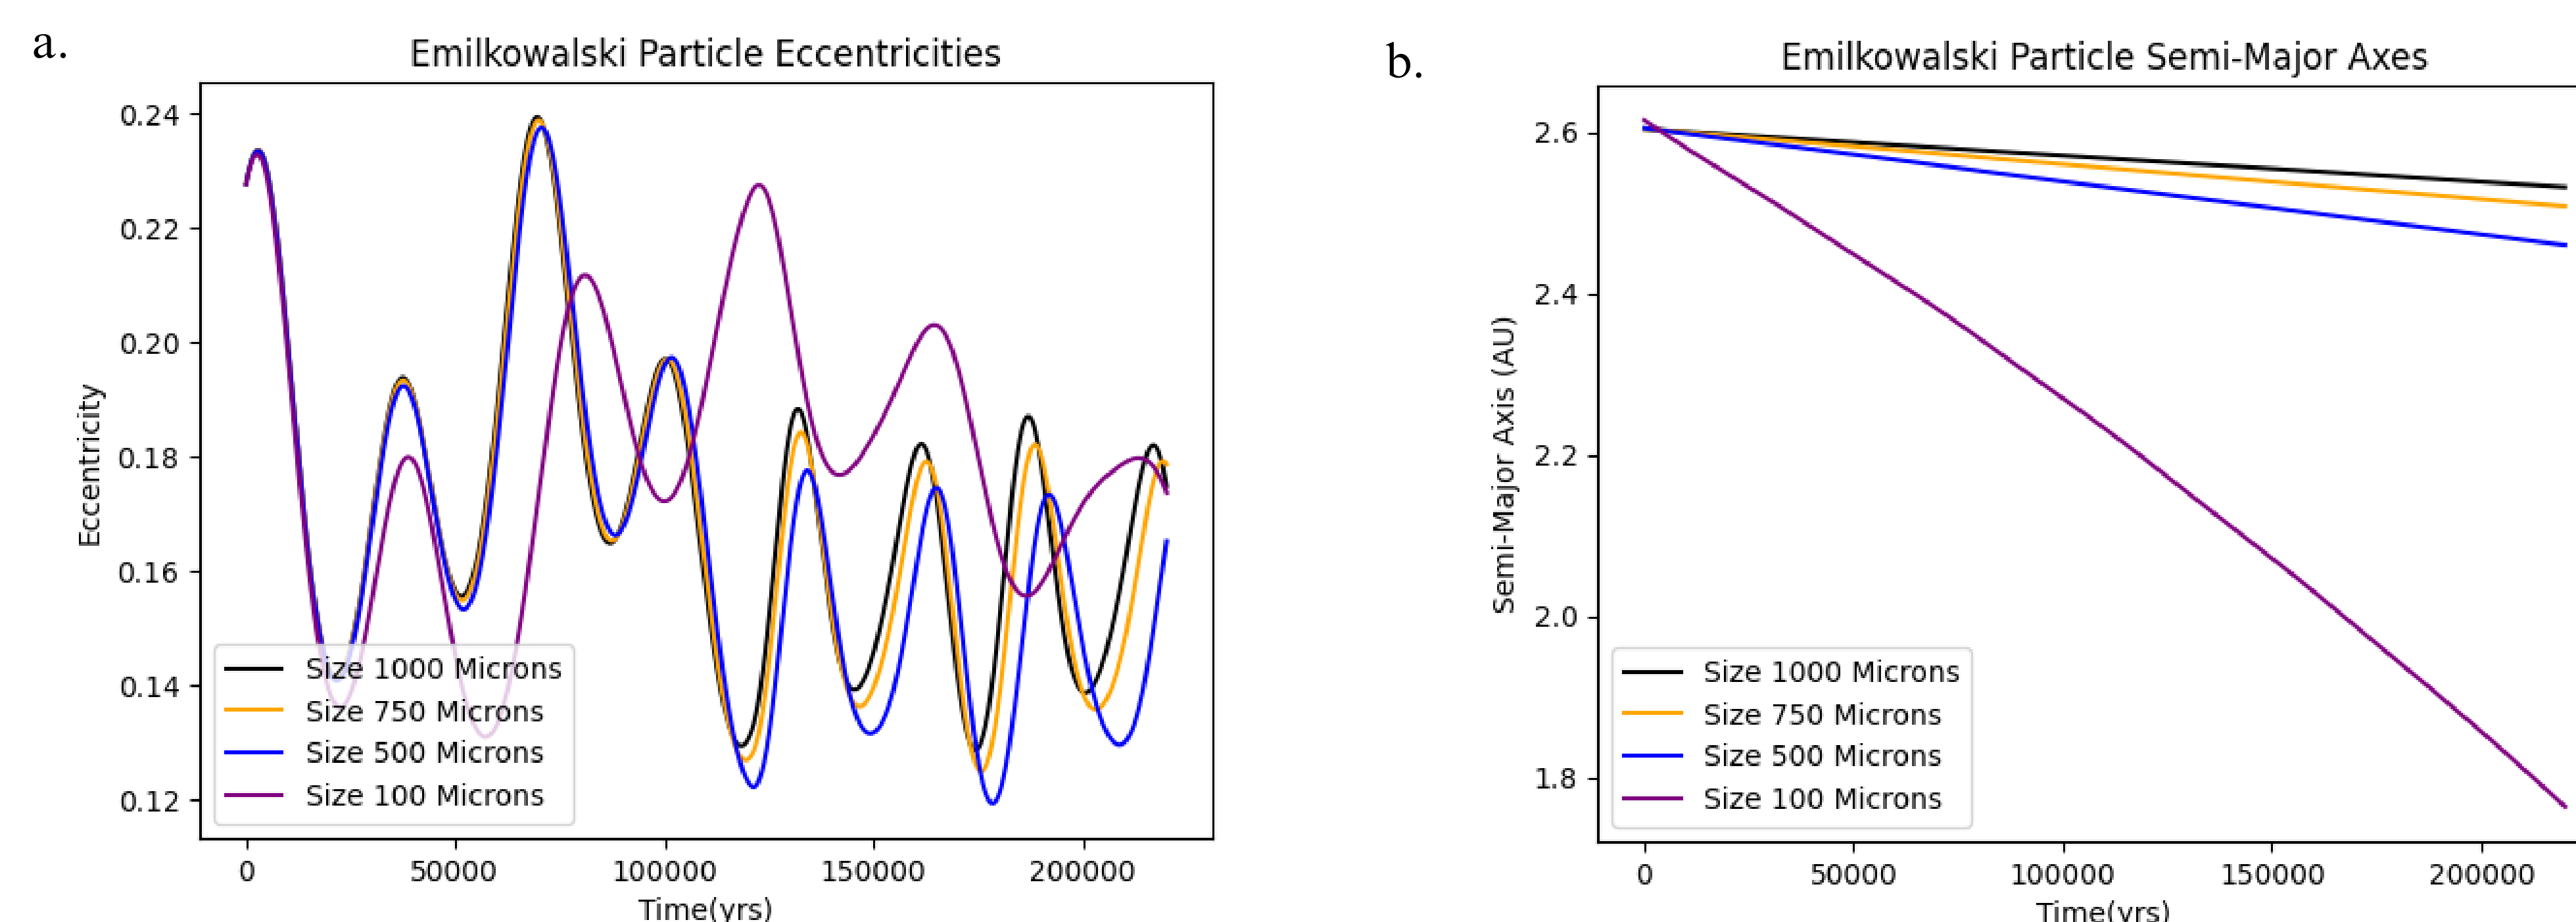 a.
Emilkowalski Particle Eccentricities
Eccentricity
0.24
0.22
0.20
0.18
0.16
0.14
0.12
Size 1000 Microns
Size 750 Microns
Size 500 Microns
Size 100 Microns
0 50000 100000 150000 200000
Time(yrs)
b.
Emilkowalski Particle Semi-Major Axes
Semi-Major Axis (AU)
2.6
2.4
2.2
2.0
1.8
Size 1000 Microns
Size 750 Microns
Size 500 Microns
Size 100 Microns
0 50000 100000 150000 200000
Time(yrs)